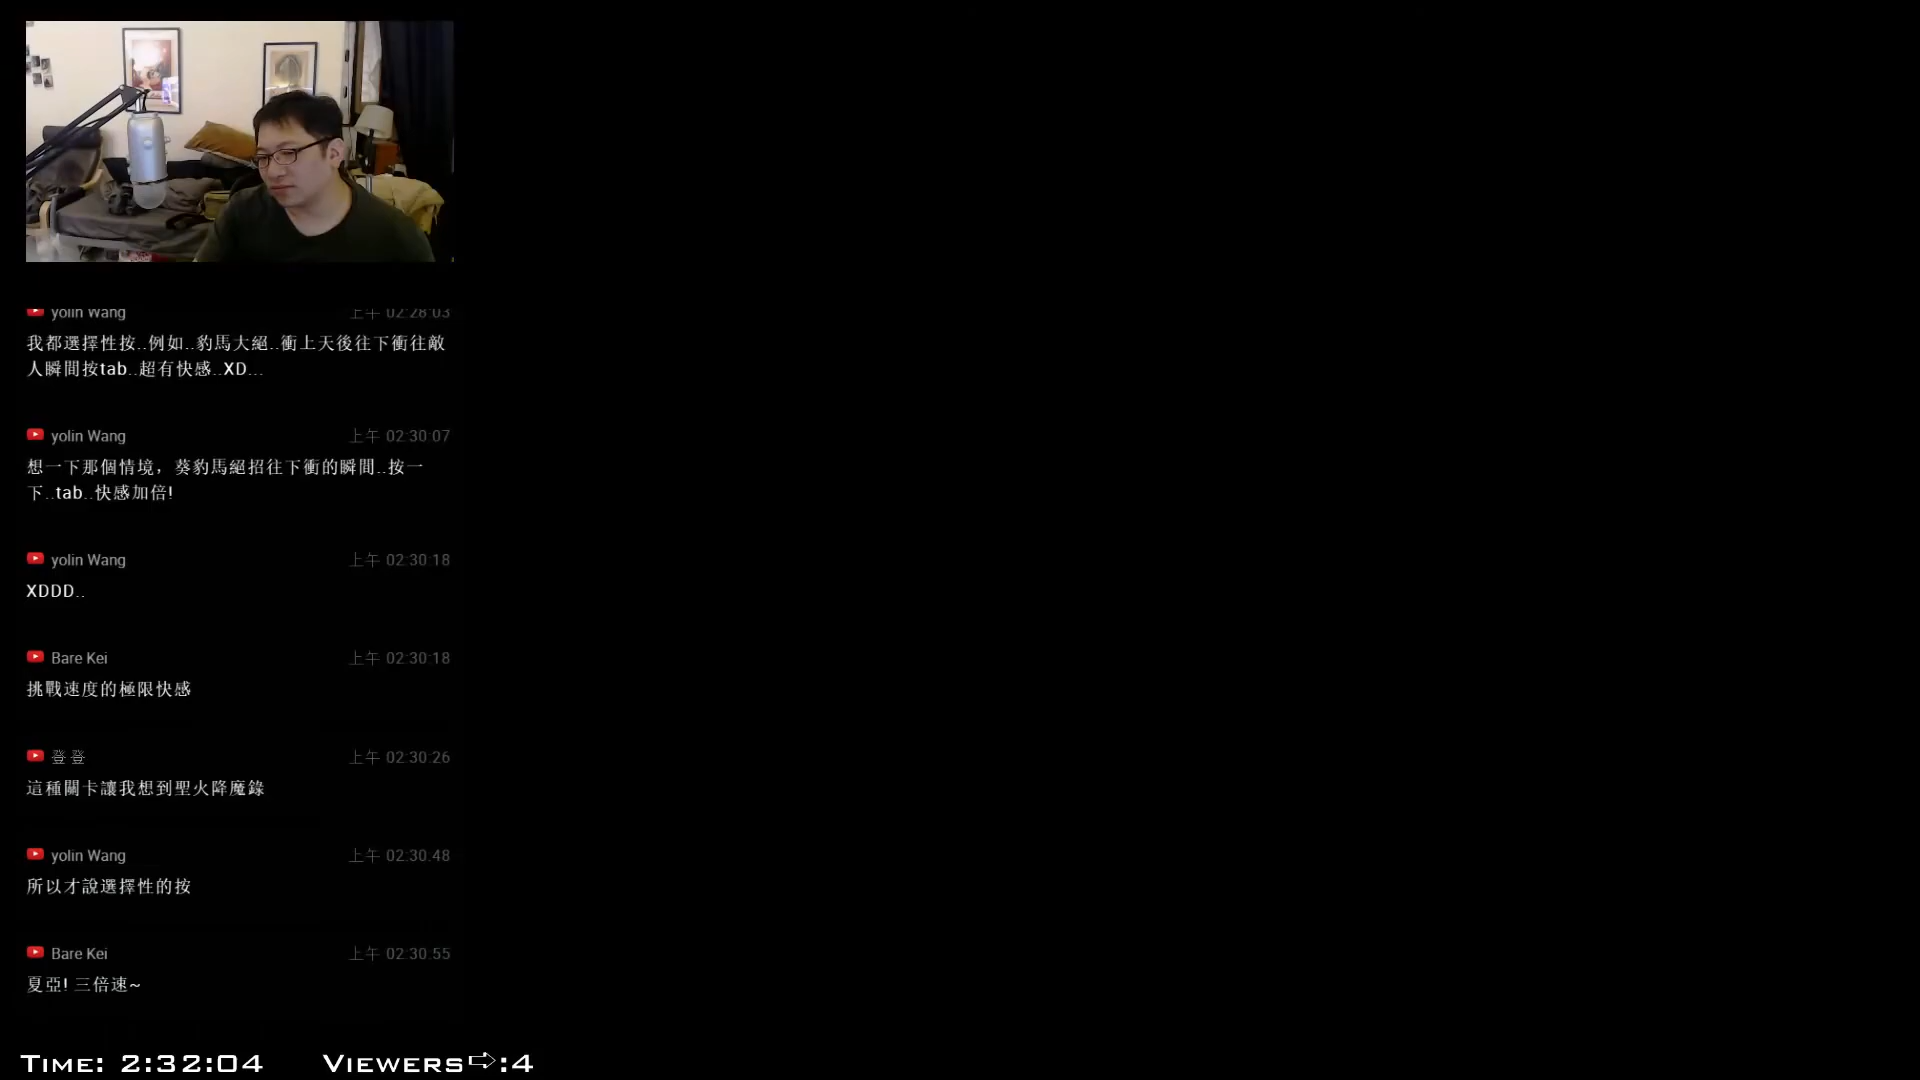 yolin Wang 上午 02:28:03
我都選擇性按..例如..豹馬大絕..衝上天後往下衝往敵
人瞬間按tab..超有快感..XD...
yolin Wang 上午 02:30:07
想一下那個情境，葵豹馬絕招往下衝的瞬間..按一
下..tab..快感加倍!
yolin Wang 上午 02:30:18
XDDD..
Bare Kei 上午 02:30:18
挑戰速度的極限快感
登登 上午 02:30:26
這種關卡讓我想到聖火降魔錄
yolin Wang 上午 02:30:48
所以才說選擇性的按
Bare Kei 上午 02:30:55
夏亞! 三倍速~
Time: 2:32:04 Viewers➪:4